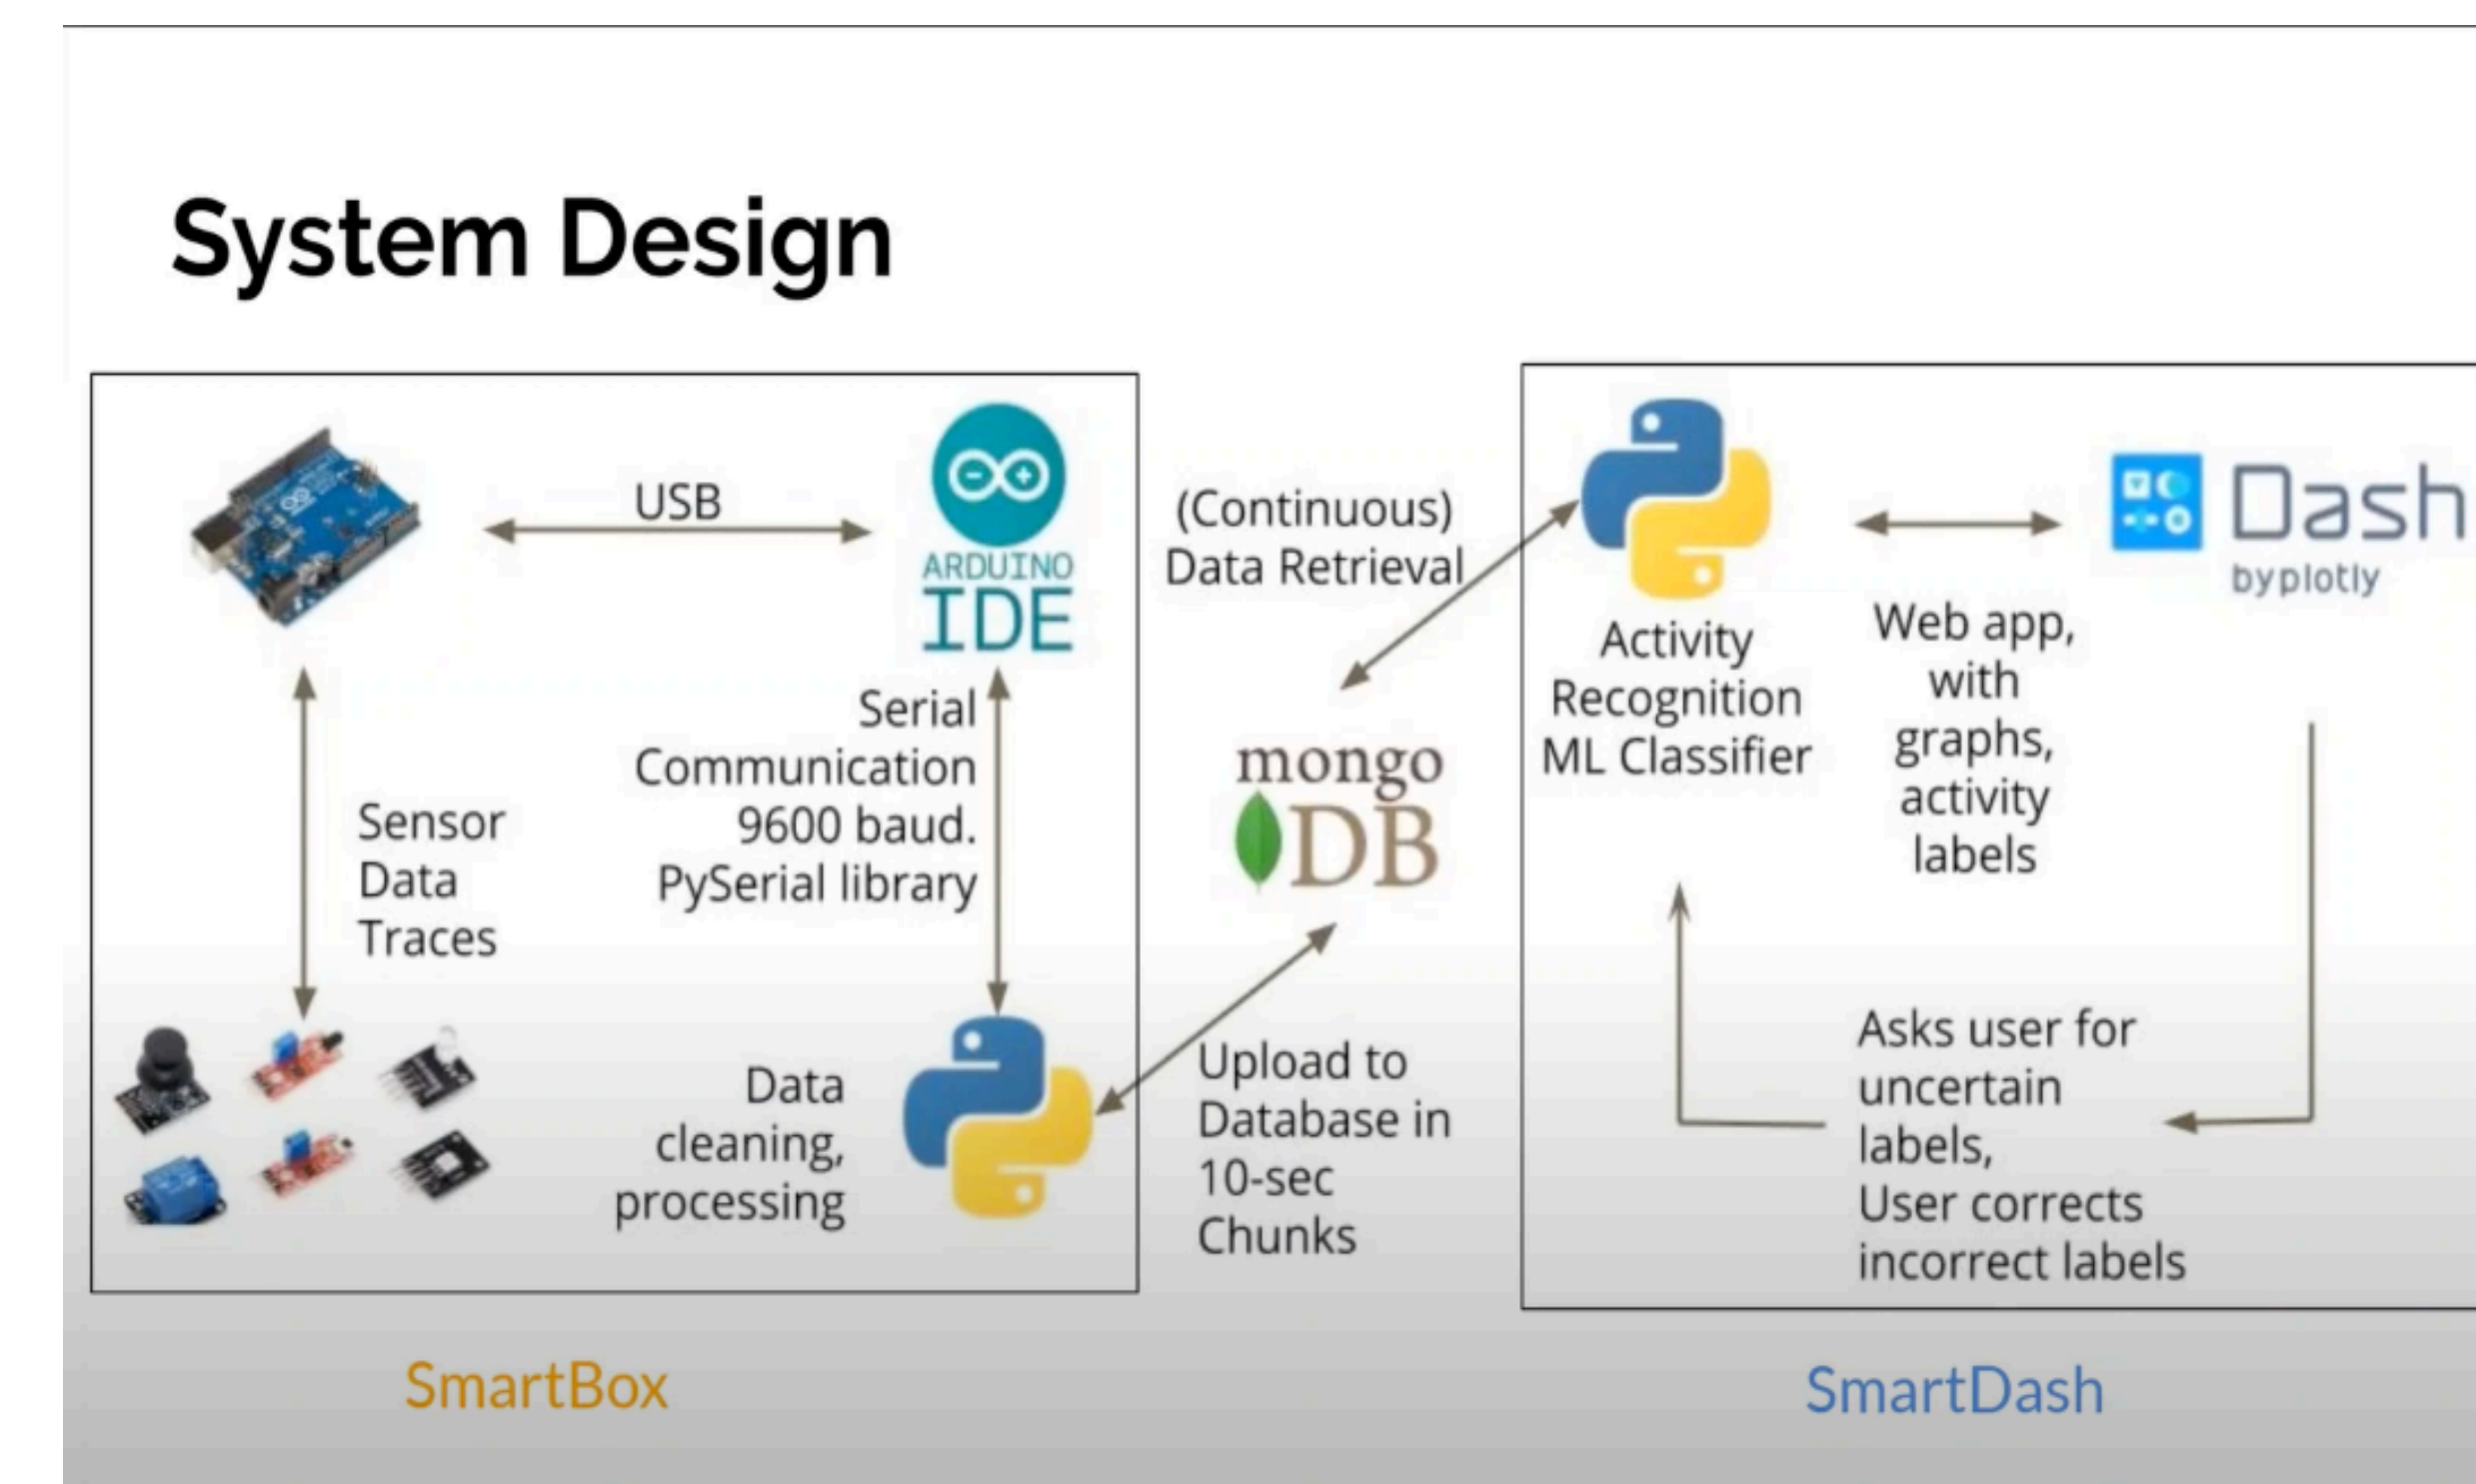 System Design
USB
ARDUINO
IDE
Serial
Communication
9600 baud.
PySerial library
Sensor
Data
Traces
Data
cleaning,
processing
SmartBox
(Continuous)
Data Retrieval
mongo
DB
Upload to
Database in
10-sec
Chunks
Activity
Recognition
ML Classifier
Dash
by plotly
Web app,
with
graphs,
activity
labels
Asks user for
uncertain
labels,
User corrects
incorrect labels
SmartDash